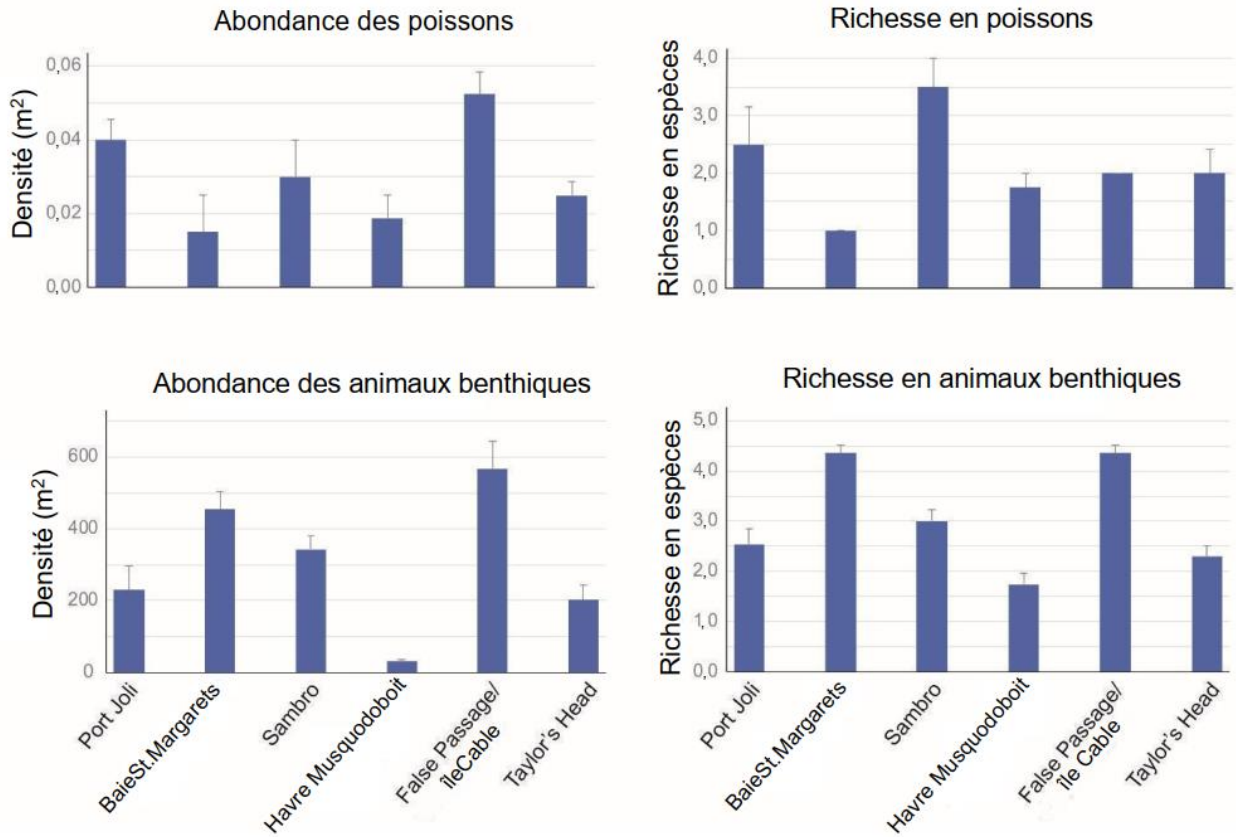 Abondance des poissons
Densité (m²)
0,06
0,04
0,02
0,00
Richesse en poissons
Richesse en espèces
4,0
3,0
2,0
1,0
0,0
Abondance des animaux benthiques
Densité (m²)
600
400
200
0
Port Joli
BaieSt.Margarets
Sambro
Havre Musquodoboit
False Passage/
îleCable
Taylor's Head
Richesse en animaux benthiques
Richesse en espèces
5,0
4,0
3,0
2,0
1,0
0,0
Port Joli
BaieSt.Margarets
Sambro
Havre Musquodoboit
False Passage/
île Cable
Taylor's Head